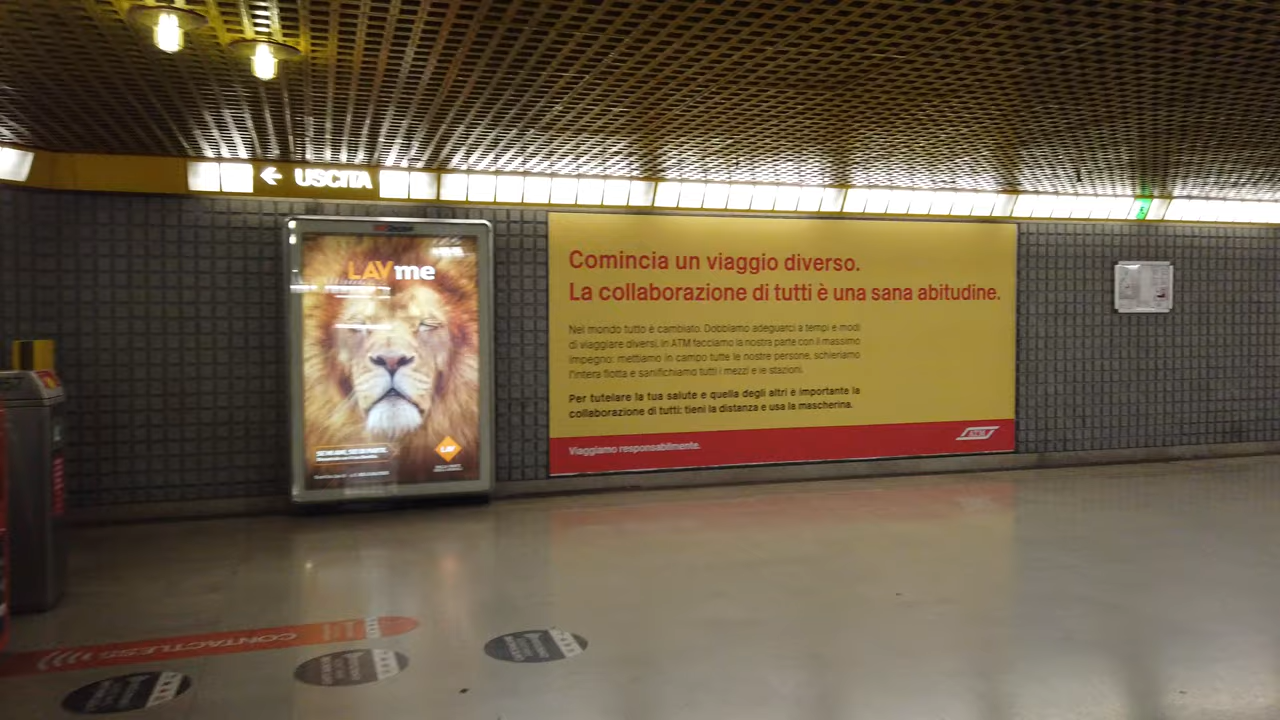 ← USCITA
LAVme
LAV
Comincia un viaggio diverso.
La collaborazione di tutti è una sana abitudine.
Nel mondo tutto è cambiato. Dobbiamo adeguarci a tempi e modi
di viaggiare diversi. In ATM facciamo la nostra parte con il massimo
impegno: mettiamo in campo tutte le nostre persone, schieriamo
l'intera flotta e sanifichiamo tutti i mezzi e le stazioni.
Per tutelare la tua salute e quella degli altri è importante la
collaborazione di tutti: tieni la distanza e usa la mascherina.
Viaggiamo responsabilmente.
ATM
CONTACTLESS